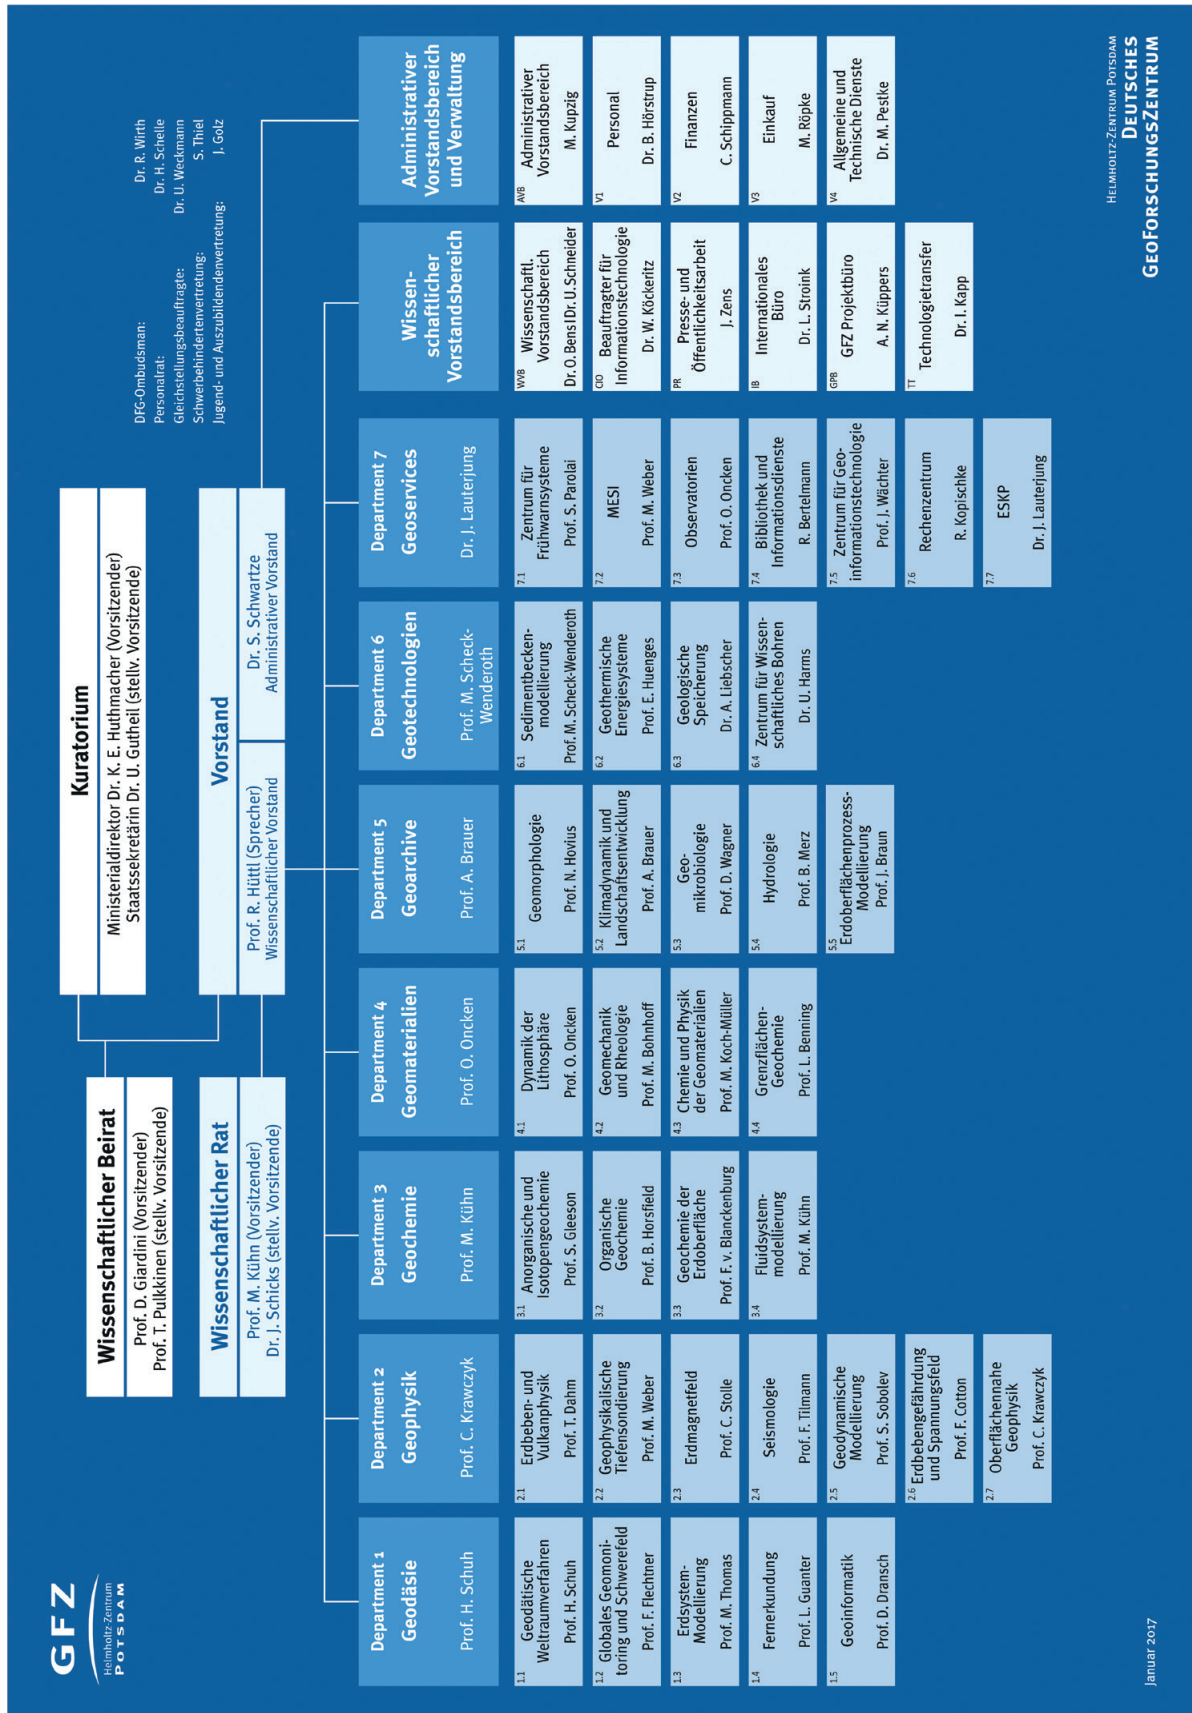 GFZ
Helmholtz-Zentrum
POTSDAM
Wissenschaftlicher Beirat
Prof. D. Giardini (Vorsitzender)
Prof. T. Pulkkinen (stellv. Vorsitzende)
Kuratorium
Ministerialdirektor Dr. K. E. Huthmacher (Vorsitzender)
Staatssekretärin Dr. U. Gutheil (stellv. Vorsitzende)
DFG-Ombudsman: Dr. R. Wirth
Personalrat: Dr. H. Schelle
Gleichstellungsbeauftragte: Dr. U. Weckmann
Schwerbehindertenvertretung: S. Thiel
Jugend- und Auszubildendenvertretung: J. Golz
Wissenschaftlicher Rat
Prof. M. Kühn (Vorsitzender)
Dr. J. Schicks (stellv. Vorsitzende)
Vorstand
Prof. R. Hüttl (Sprecher)
Wissenschaftlicher Vorstand
Dr. S. Schwartze
Administrativer Vorstand
Department 1
Geodäsie
Prof. H. Schuh
1.1
Geodätische
Weltraumverfahren
Prof. H. Schuh
1.2 Globales Geomoni-
toring und Schwerefeld
Prof. F. Flechtner
1.3
Erdsystem-
Modellierung
Prof. M. Thomas
1.4
Fernerkundung
Prof. L. Guanter
1.5
Geoinformatik
Prof. D. Dransch
Department 2
Geophysik
Prof. C. Krawczyk
2.1
Erdbeben- und
Vulkanphysik
Prof. T. Dahm
2.2 Geophysikalische
Tiefensondierung
Prof. M. Weber
2.3
Erdmagnetfeld
Prof. C. Stolle
2.4
Seismologie
Prof. F. Tilmann
2.5
Geodynamische
Modellierung
Prof. S. Sobolev
2.6 Erdbebengefährdung
und Spannungsfeld
Prof. F. Cotton
2.7
Oberflächennahe
Geophysik
Prof. C. Krawczyk
Department 3
Geochemie
Prof. M. Kühn
3.1 Anorganische und
Isotopengeochemie
Prof. S. Gleeson
3.2
Organische
Geochemie
Prof. B. Horsfield
3.3 Geochemie der
Erdoberfläche
Prof. F. v. Blanckenburg
3.4
Fluidsystem-
modellierung
Prof. M. Kühn
Department 4
Geomaterialien
Prof. O. Oncken
4.1
Dynamik der
Lithosphäre
Prof. O. Oncken
4.2
Geomechanik
und Rheologie
Prof. M. Bohnhoff
4.3 Chemie und Physik
der Geomaterialien
Prof. M. Koch-Müller
4.4
Grenzflächen-
Geochemie
Prof. L. Benning
Department 5
Geoarchive
Prof. A. Brauer
5.1
Geomorphologie
Prof. N. Hovius
5.2 Klimadynamik und
Landschaftsentwicklung
Prof. A. Brauer
5.3
Geo-
mikrobiologie
Prof. D. Wagner
5.4
Hydrologie
Prof. B. Merz
5.5
Erdoberflächenprozess-
Modellierung
Prof. J. Braun
Department 6
Geotechnologien
Prof. M. Scheck-
Wenderoth
6.1 Sedimentbecken-
modellierung
Prof. M. Scheck-Wenderoth
6.2
Geothermische
Energiesysteme
Prof. E. Huenges
6.3
Geologische
Speicherung
Dr. A. Liebscher
6.4 Zentrum für Wissen-
schaftliches Bohren
Dr. U. Harms
Department 7
Geoservices
Dr. J. Lauterjung
7.1
Zentrum für
Frühwarnsysteme
Prof. S. Parolai
7.2
MESI
Prof. M. Weber
7.3
Observatorien
Prof. O. Oncken
7.4
Bibliothek und
Informationsdienste
R. Bertelmann
7.5 Zentrum für Geo-
informationstechnologie
Prof. J. Wächter
7.6
Rechenzentrum
R. Kopischke
7.7
ESKP
Dr. J. Lauterjung
Wissen-
schaftlicher
Vorstandsbereich
WVB
Wissenschaftl.
Vorstandsbereich
Dr. O. Bens|Dr. U. Schneider
CIO
Beauftragter für
Informationstechnologie
Dr. W. Köckeritz
PR
Presse- und
Öffentlichkeitsarbeit
J. Zens
IB
Internationales
Büro
Dr. L. Stroink
GPB
GFZ Projektbüro
A. N. Küppers
TT
Technologietransfer
Dr. I. Kapp
Administrativer
Vorstandsbereich
und Verwaltung
AVB
Administrativer
Vorstandsbereich
M. Kupzig
V1
Personal
Dr. B. Hörstrup
V2
Finanzen
C. Schippmann
V3
Einkauf
M. Röpke
V4
Allgemeine und
Technische Dienste
Dr. M. Pestke
Januar 2017
HELMHOLTZ-ZENTRUM POTSDAM
DEUTSCHES
GEOFORSCHUNGSZENTRUM